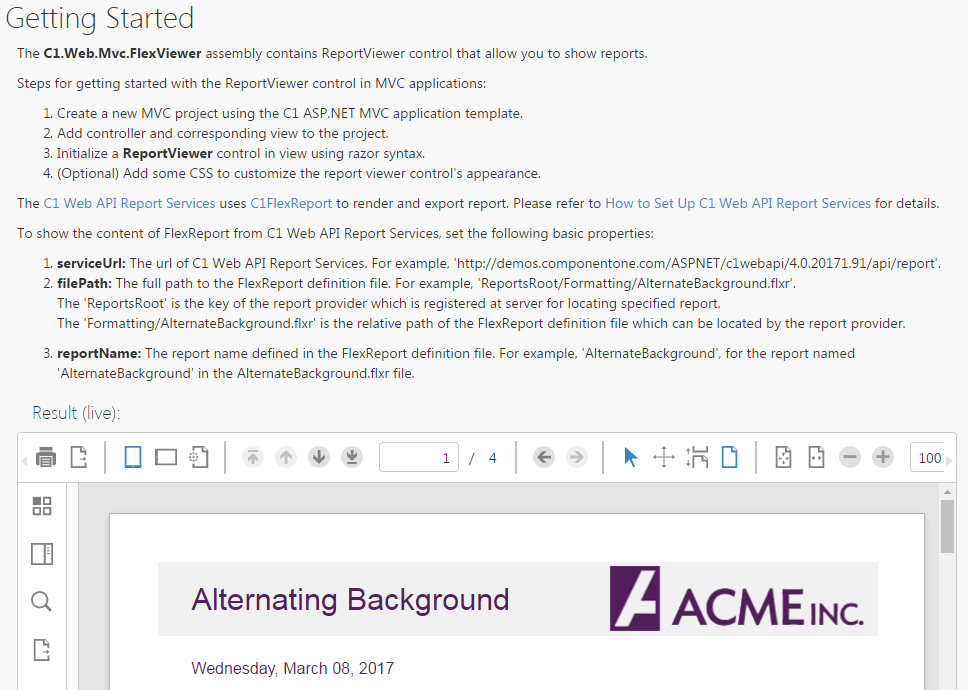 Getting Started
The C1.Web.Mvc.FlexViewer assembly contains ReportViewer control that allow you to show reports.
Steps for getting started with the ReportViewer control in MVC applications:
1. Create a new MVC project using the C1 ASP.NET MVC application template.
2. Add controller and corresponding view to the project.
3. Initialize a ReportViewer control in view using razor syntax.
4. (Optional) Add some CSS to customize the report viewer control's appearance.
The C1 Web API Report Services uses C1FlexReport to render and export report. Please refer to How to Set Up C1 Web API Report Services for details.
To show the content of FlexReport from C1 Web API Report Services, set the following basic properties:
1. serviceUrl: The url of C1 Web API Report Services. For example, 'http://demos.componentone.com/ASPNET/c1webapi/4.0.20171.91/api/report'.
2. filePath: The full path to the FlexReport definition file. For example, 'ReportsRoot/Formatting/AlternateBackground.flxr'.
The 'ReportsRoot' is the key of the report provider which is registered at server for locating specified report.
The 'Formatting/AlternateBackground.flxr' is the relative path of the FlexReport definition file which can be located by the report provider.
3. reportName: The report name defined in the FlexReport definition file. For example, 'AlternateBackground', for the report named
'AlternateBackground' in the AlternateBackground.flxr file.
Result (live):
1 / 4 100
Alternating Background ACME INC.
Wednesday, March 08, 2017